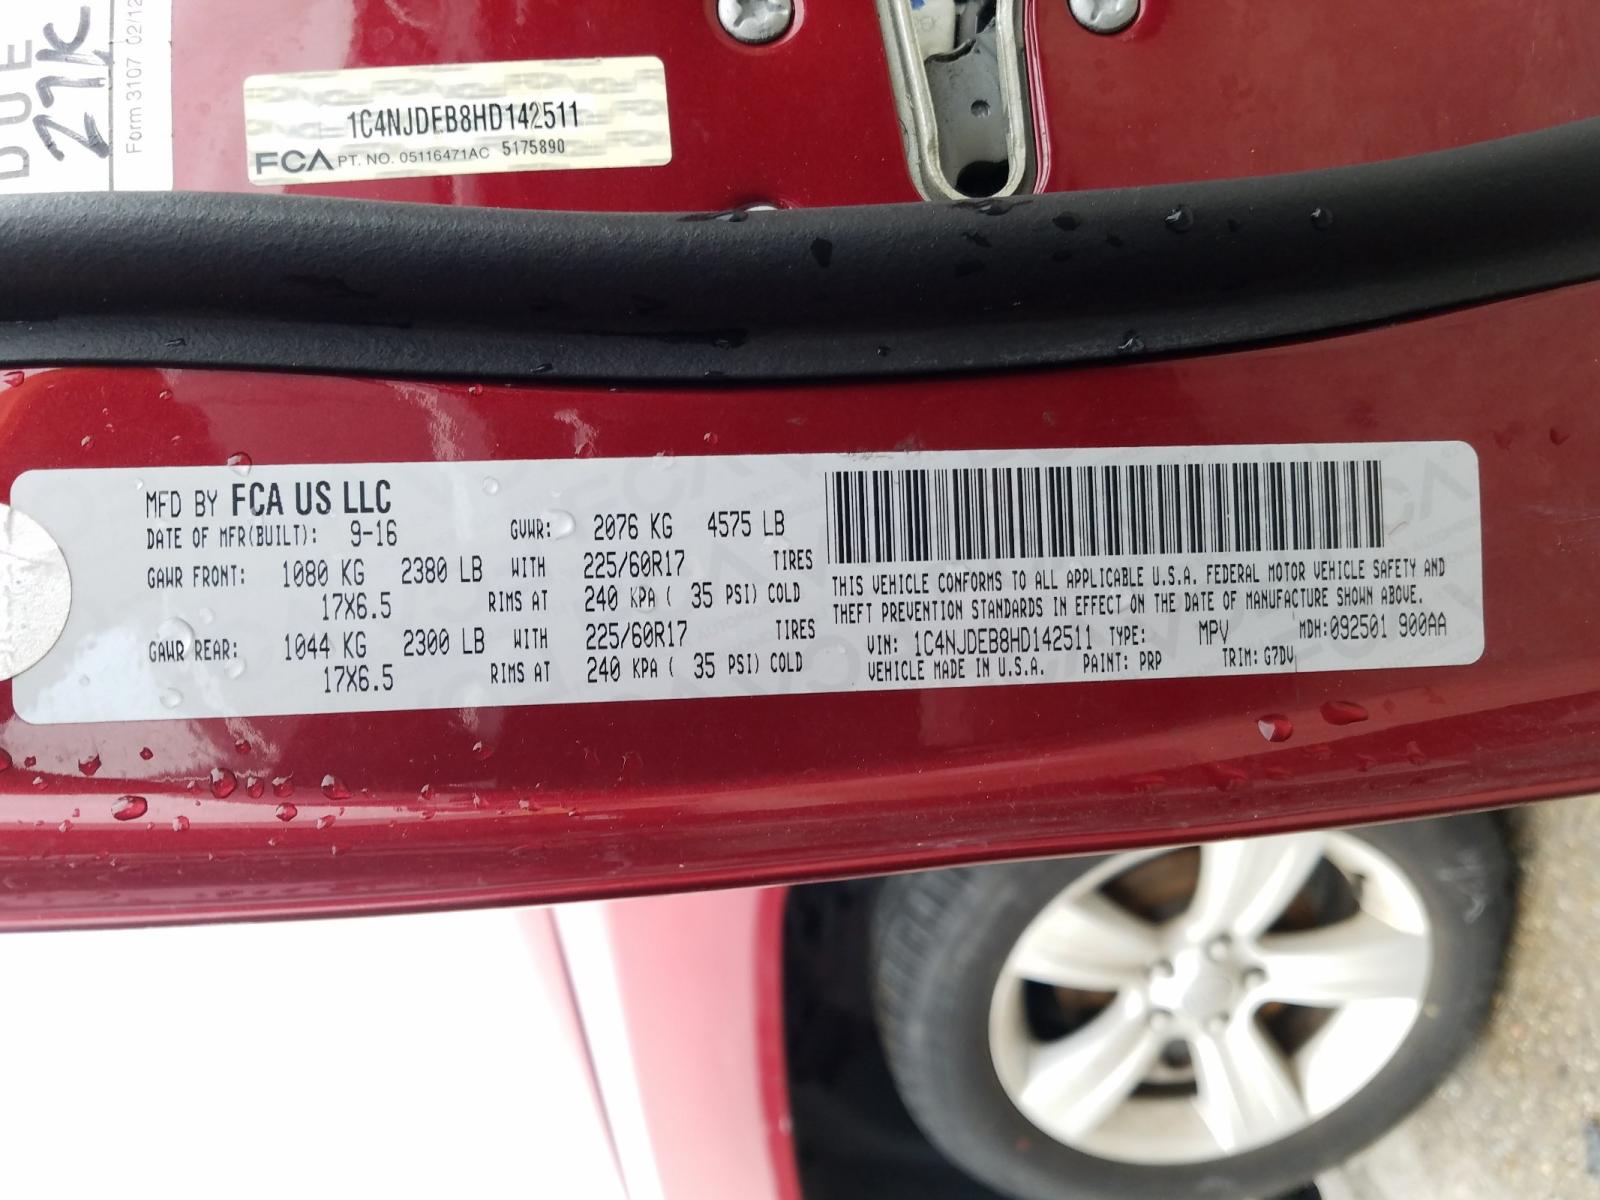 DUE
21K
Form 3107 02/12
1C4NJDEB8HD142511
FCA PT. NO. 05116471AC 5175890
MFD BY FCA US LLC
DATE OF MFR(BUILT): 9-16 GVWR: 2076 KG 4575 LB
GAWR FRONT: 1080 KG 2380 LB WITH 225/60R17 TIRES
17X6.5 RIMS AT 240 KPA ( 35 PSI) COLD
GAWR REAR: 1044 KG 2300 LB WITH 225/60R17 TIRES
17X6.5 RIMS AT 240 KPA ( 35 PSI) COLD
THIS VEHICLE CONFORMS TO ALL APPLICABLE U.S.A. FEDERAL MOTOR VEHICLE SAFETY AND
THEFT PREVENTION STANDARDS IN EFFECT ON THE DATE OF MANUFACTURE SHOWN ABOVE.
VIN: 1C4NJDEB8HD142511 TYPE: MPV MDH:092501 900AA
VEHICLE MADE IN U.S.A. PAINT: PRP TRIM: G7DV